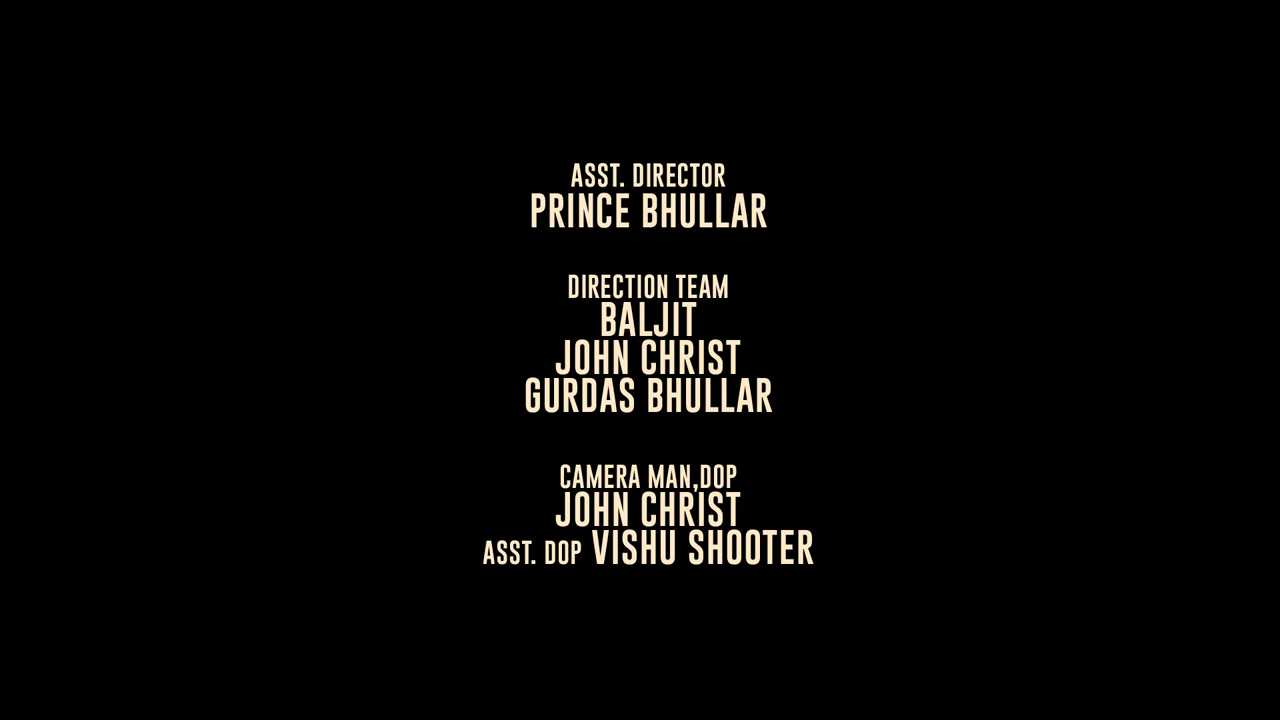 ASST. DIRECTOR
PRINCE BHULLAR
DIRECTION TEAM
BALJIT
JOHN CHRIST
GURDAS BHULLAR
CAMERA MAN,DOP
JOHN CHRIST
ASST. DOP VISHU SHOOTER